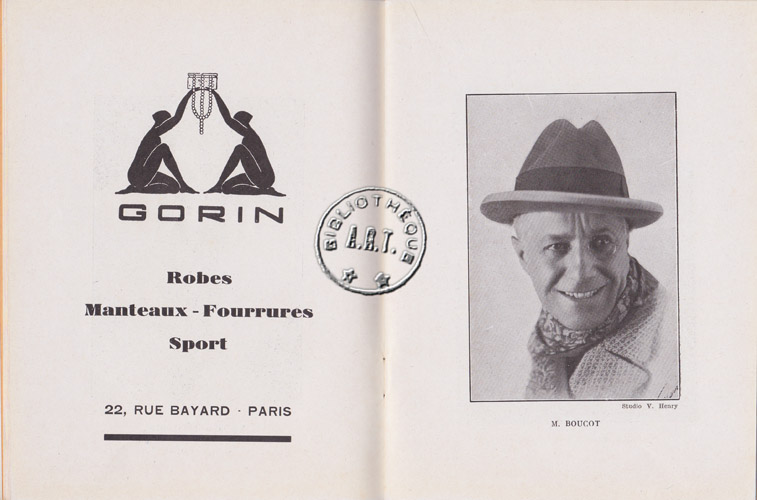 GORIN
Robes
Manteaux - Fourrures
Sport
22, RUE BAYARD · PARIS
BIBLIOTHÈQUE
A.R.T.
Studio V. Henry
M. BOUCOT